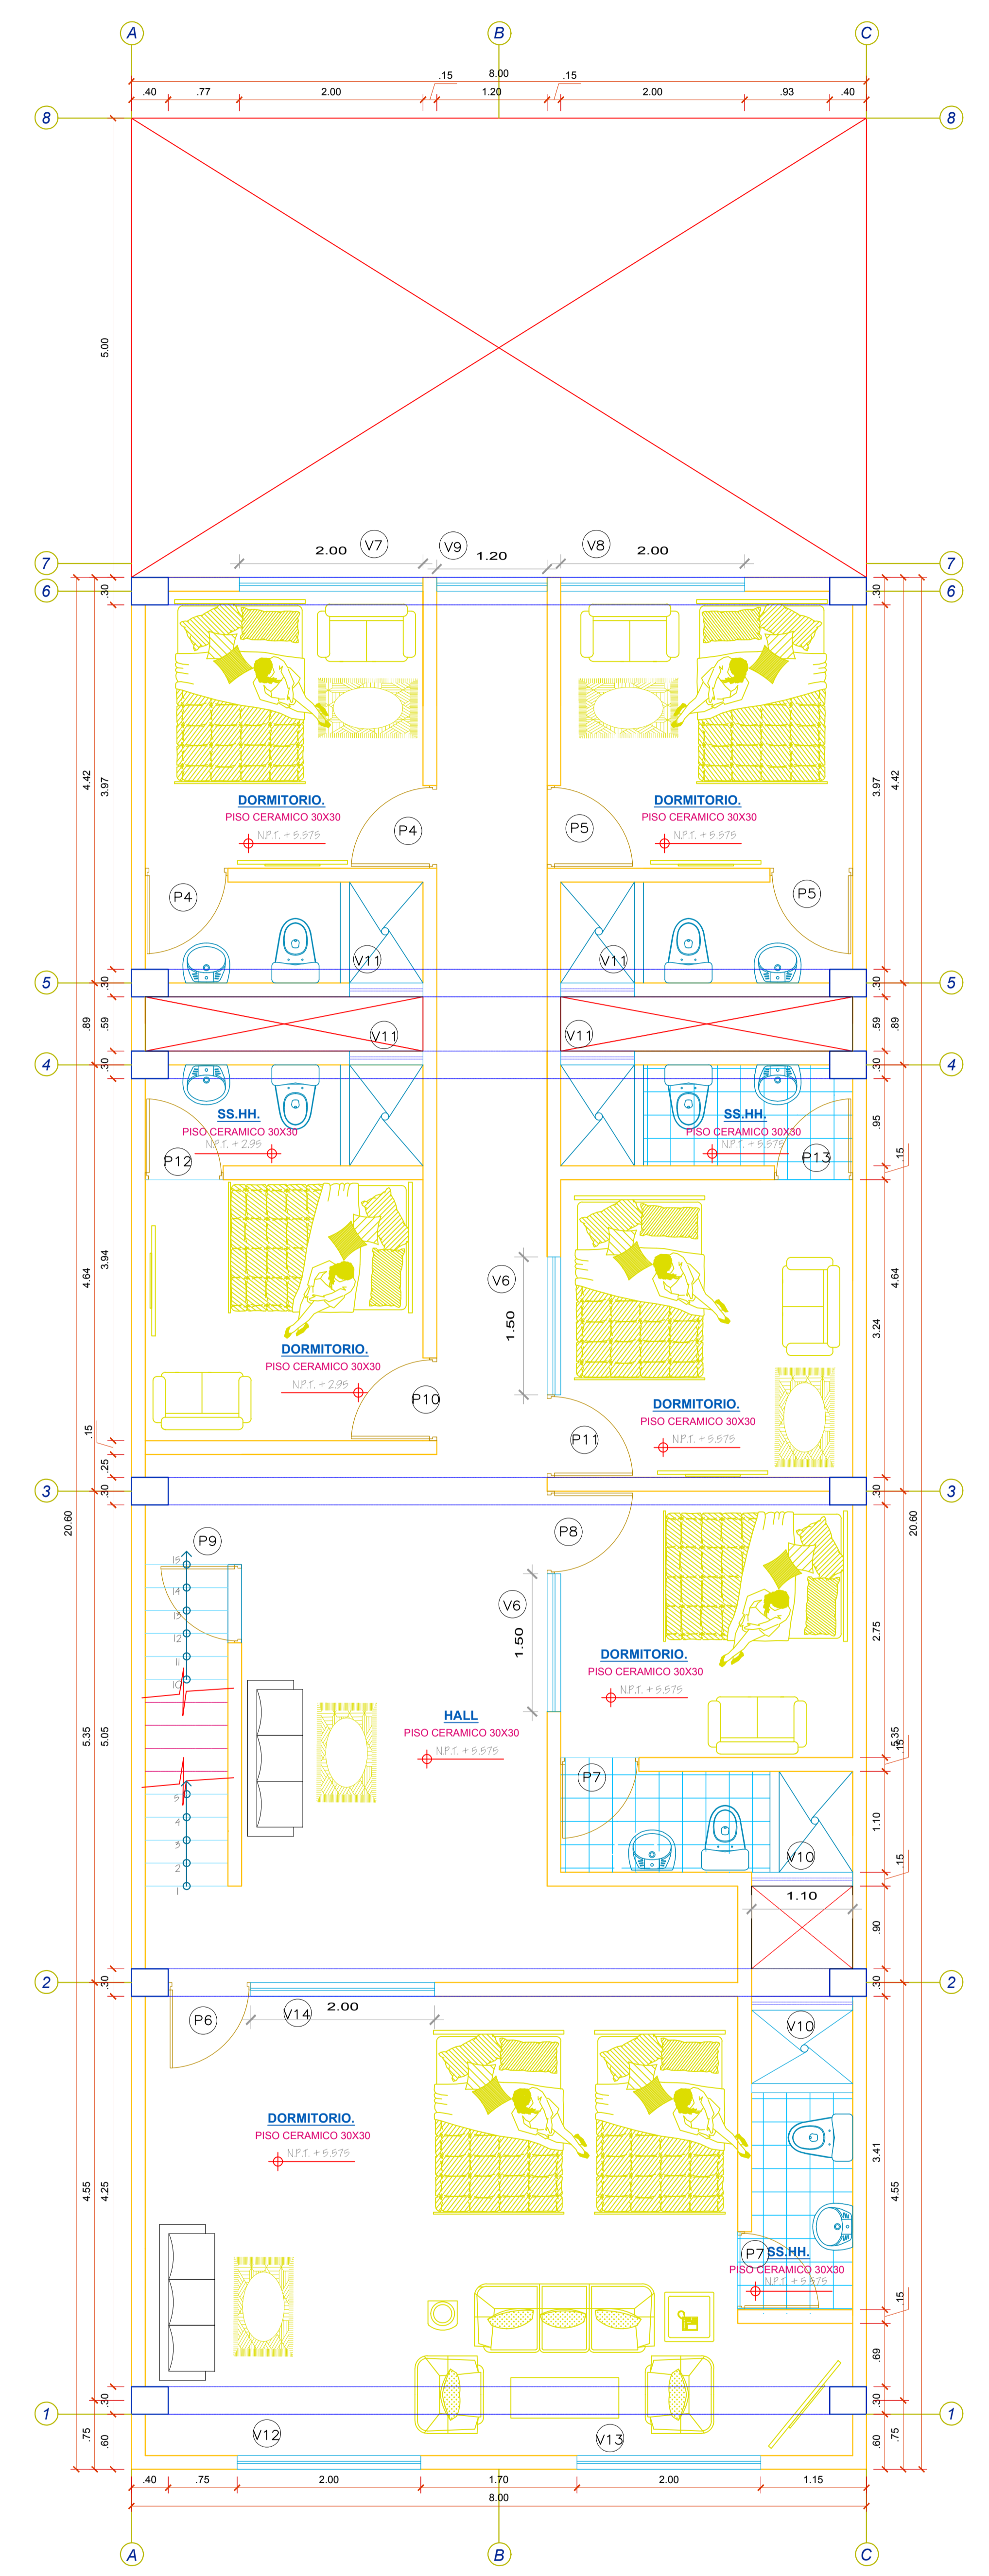 A B C
8.00
.15 .15
.40 .77 2.00 1.20 2.00 .93 .40
8 8
5.00
7 7
2.00 V7 V9 1.20 V8 2.00
6 .30 .30 6
4.42 3.97 3.97 4.42
DORMITORIO. DORMITORIO.
PISO CERAMICO 30X30 PISO CERAMICO 30X30
N.P.T. +5.575 N.P.T. +5.575
P4 P5
P4 P5
V11 V11
5 .30 .30 5
.89 .59 .59 .89
V11 V11
4 .30 .30 4
SS.HH. SS.HH.
PISO CERAMICO 30X30 PISO CERAMICO 30X30
N.P.T. +2.95 N.P.T. +5.575
P12 P13
.95
.15
4.64 3.94 3.24 4.64
V6
1.50
DORMITORIO.
PISO CERAMICO 30X30
N.P.T. +2.95
P10
DORMITORIO.
PISO CERAMICO 30X30
N.P.T. +5.575
P11
.15
.25
3 .30 .30 3
20.60 20.60
P9 P8
15
14
13
12
11
10
V6
1.50
2.75
DORMITORIO.
PISO CERAMICO 30X30
N.P.T. +5.575
HALL
PISO CERAMICO 30X30
N.P.T. +5.575
5.35 5.05 5.35
.15
P7
5
4
3
2
1
1.10
V10
.15
1.10
.90
2 .30 .30 2
P6 V14 2.00 V10
DORMITORIO.
PISO CERAMICO 30X30
N.P.T. +5.575
4.55 4.25 3.41 4.55
P7 SS.HH.
PISO CERAMICO 30X30
N.P.T. +5.575
.15
.69
1 .30 .30 1
.75 .60 .60 .75
V12 V13
.40 .75 2.00 1.70 2.00 1.15
8.00
A B C